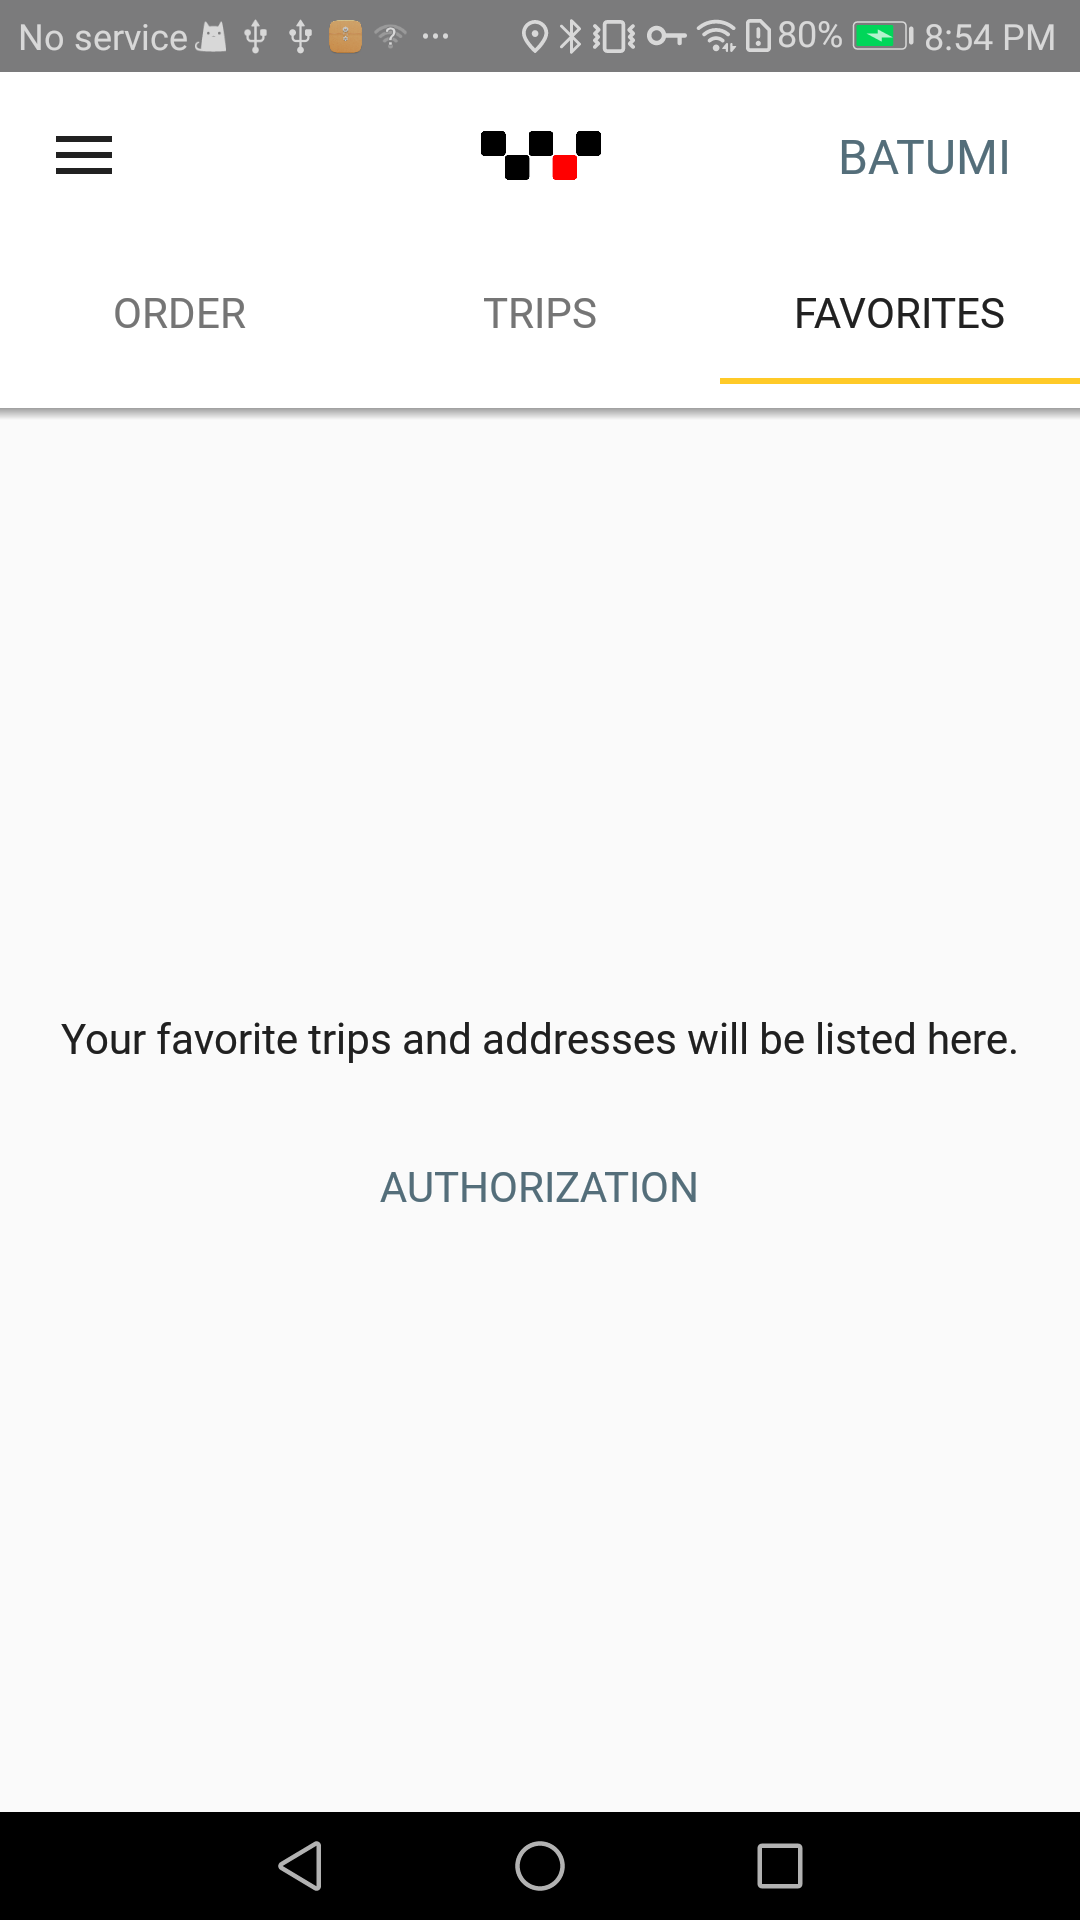 No service 80% 8:54 PM
BATUMI
ORDER TRIPS FAVORITES
Your favorite trips and addresses will be listed here.
AUTHORIZATION